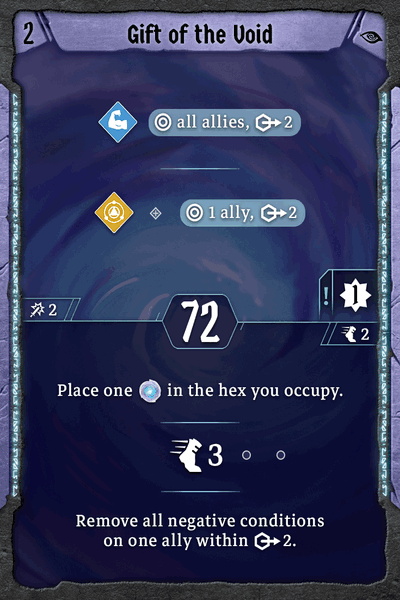 2 Gift of the Void
all allies, 2
1 ally, 2
2 ! 1
72
2
Place one in the hex you occupy.
3
Remove all negative conditions
on one ally within 2.